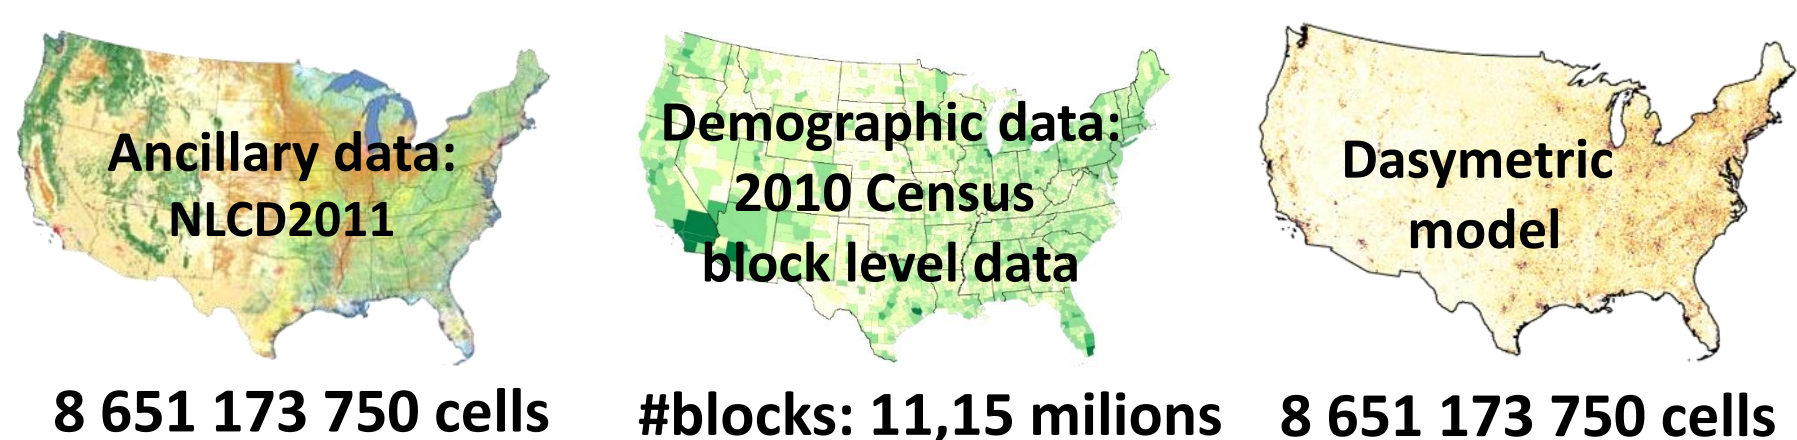 Ancillary data:
NLCD2011
8 651 173 750 cells
Demographic data:
2010 Census
block level data
#blocks: 11,15 milions
Dasymetric
model
8 651 173 750 cells